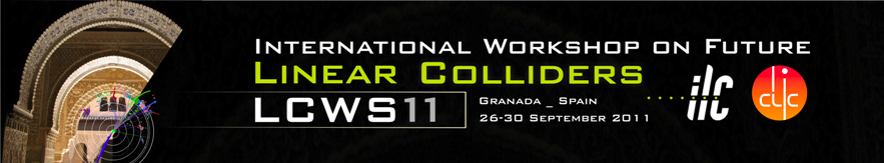 International Workshop on Future
Linear Colliders
LCWS11
Granada _ Spain
26-30 September 2011
ilc
clic